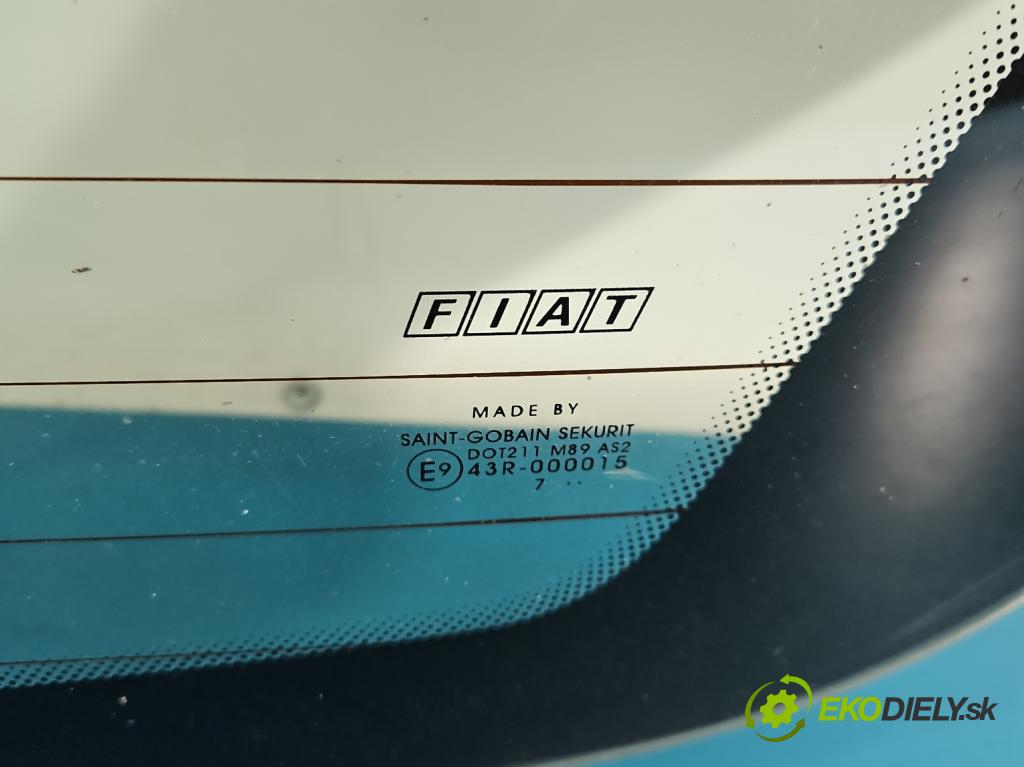 FIAT
MADE BY
SAINT-GOBAIN SEKURIT
DOT211 M89 AS2
E9 43R-000015
7 ..
EKODIELY.sk